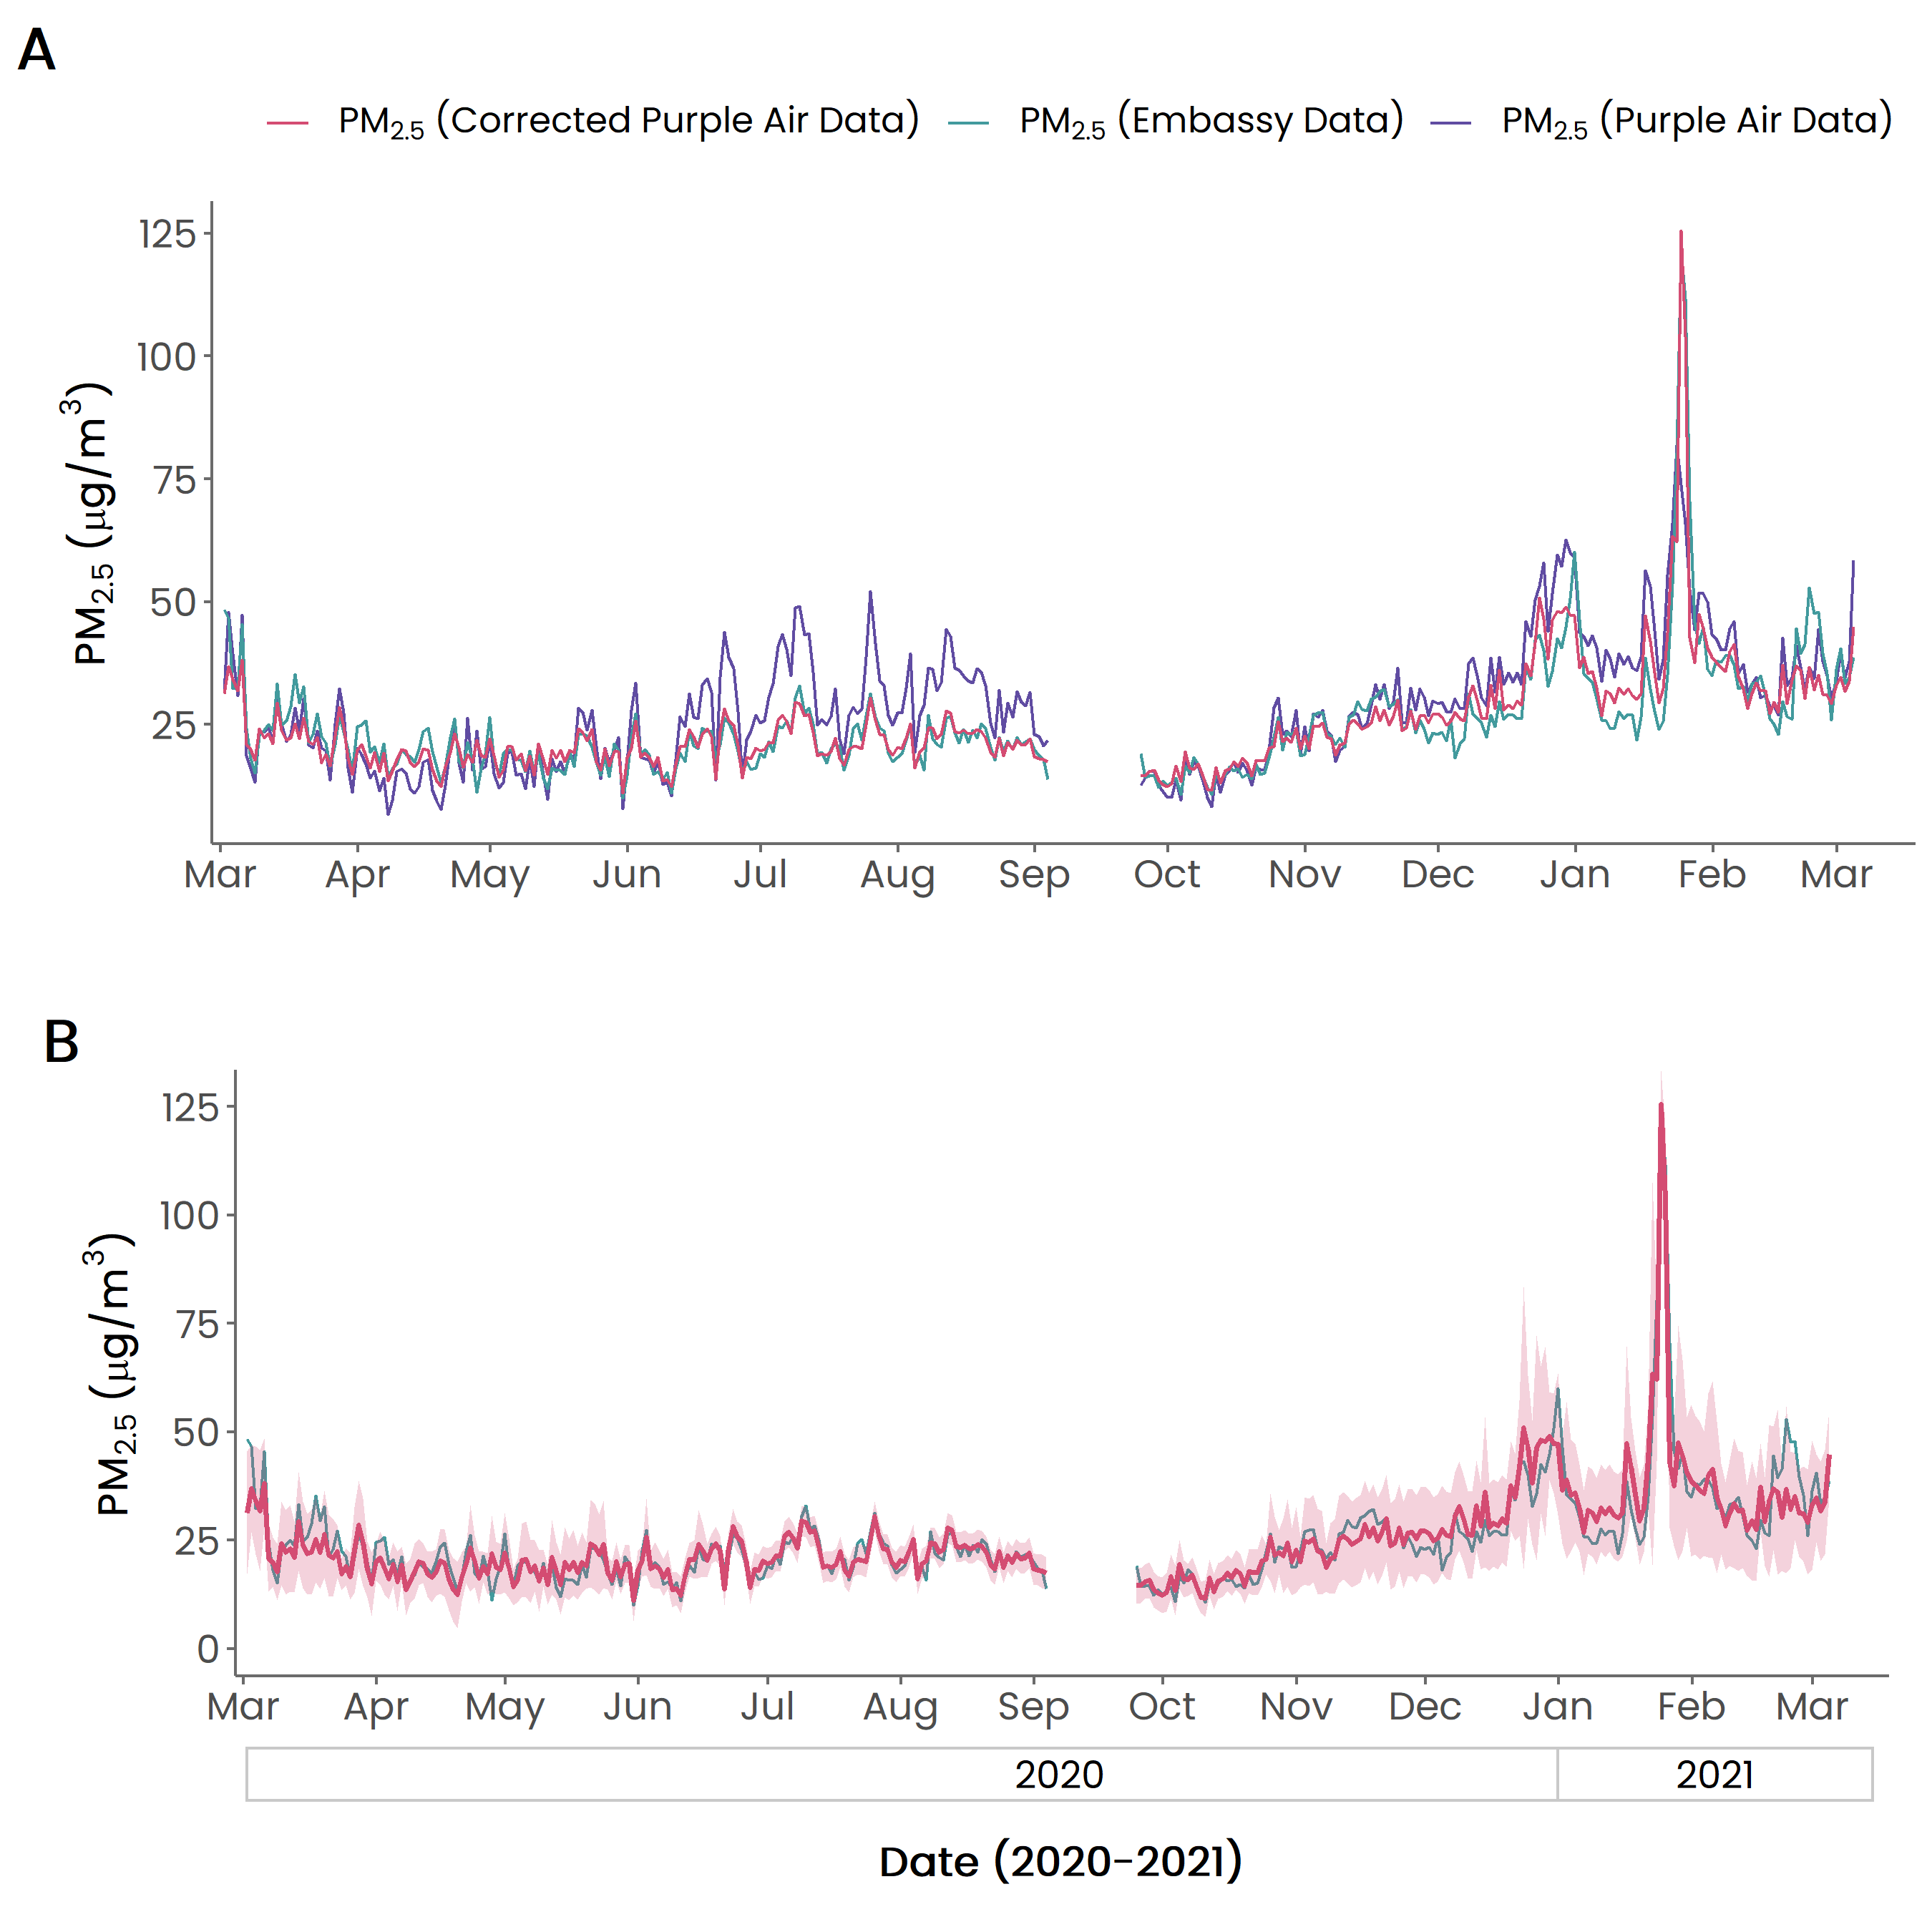 A
PM2.5 (Corrected Purple Air Data) PM2.5 (Embassy Data) PM2.5 (Purple Air Data)
PM2.5 (μg/m3)
125
100
75
50
25
Mar Apr May Jun Jul Aug Sep Oct Nov Dec Jan Feb Mar
B
PM2.5 (μg/m3)
125
100
75
50
25
0
Mar Apr May Jun Jul Aug Sep Oct Nov Dec Jan Feb Mar
2020 2021
Date (2020-2021)